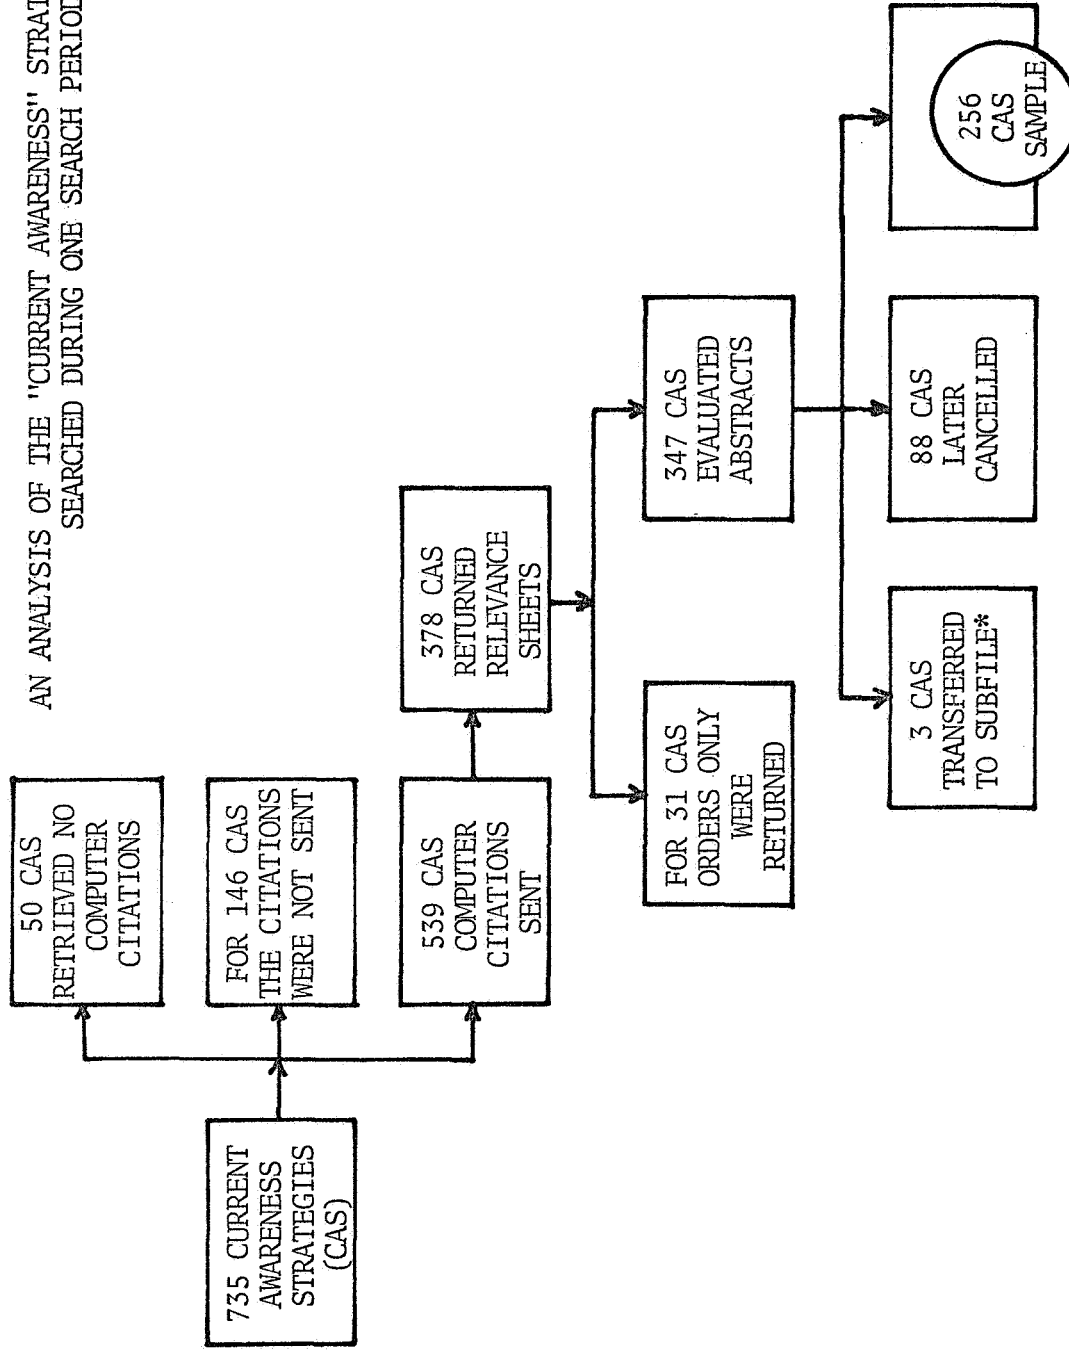 AN ANALYSIS OF THE "CURRENT AWARENESS"
SEARCHED DURING ONE SEARCH PERIOD
735 CURRENT
AWARENESS
STRATEGIES
(CAS)
50 CAS
RETRIEVED NO
COMPUTER
CITATIONS
FOR 146 CAS
THE CITATIONS
WERE NOT SENT
539 CAS
COMPUTER
CITATIONS
SENT
378 CAS
RETURNED
RELEVANCE
SHEETS
FOR 31 CAS
ORDERS ONLY
WERE
RETURNED
347 CAS
EVALUATED
ABSTRACTS
3 CAS
TRANSFERRED
TO SUBFILE*
88 CAS
LATER
CANCELLED
256
CAS
SAMPLE